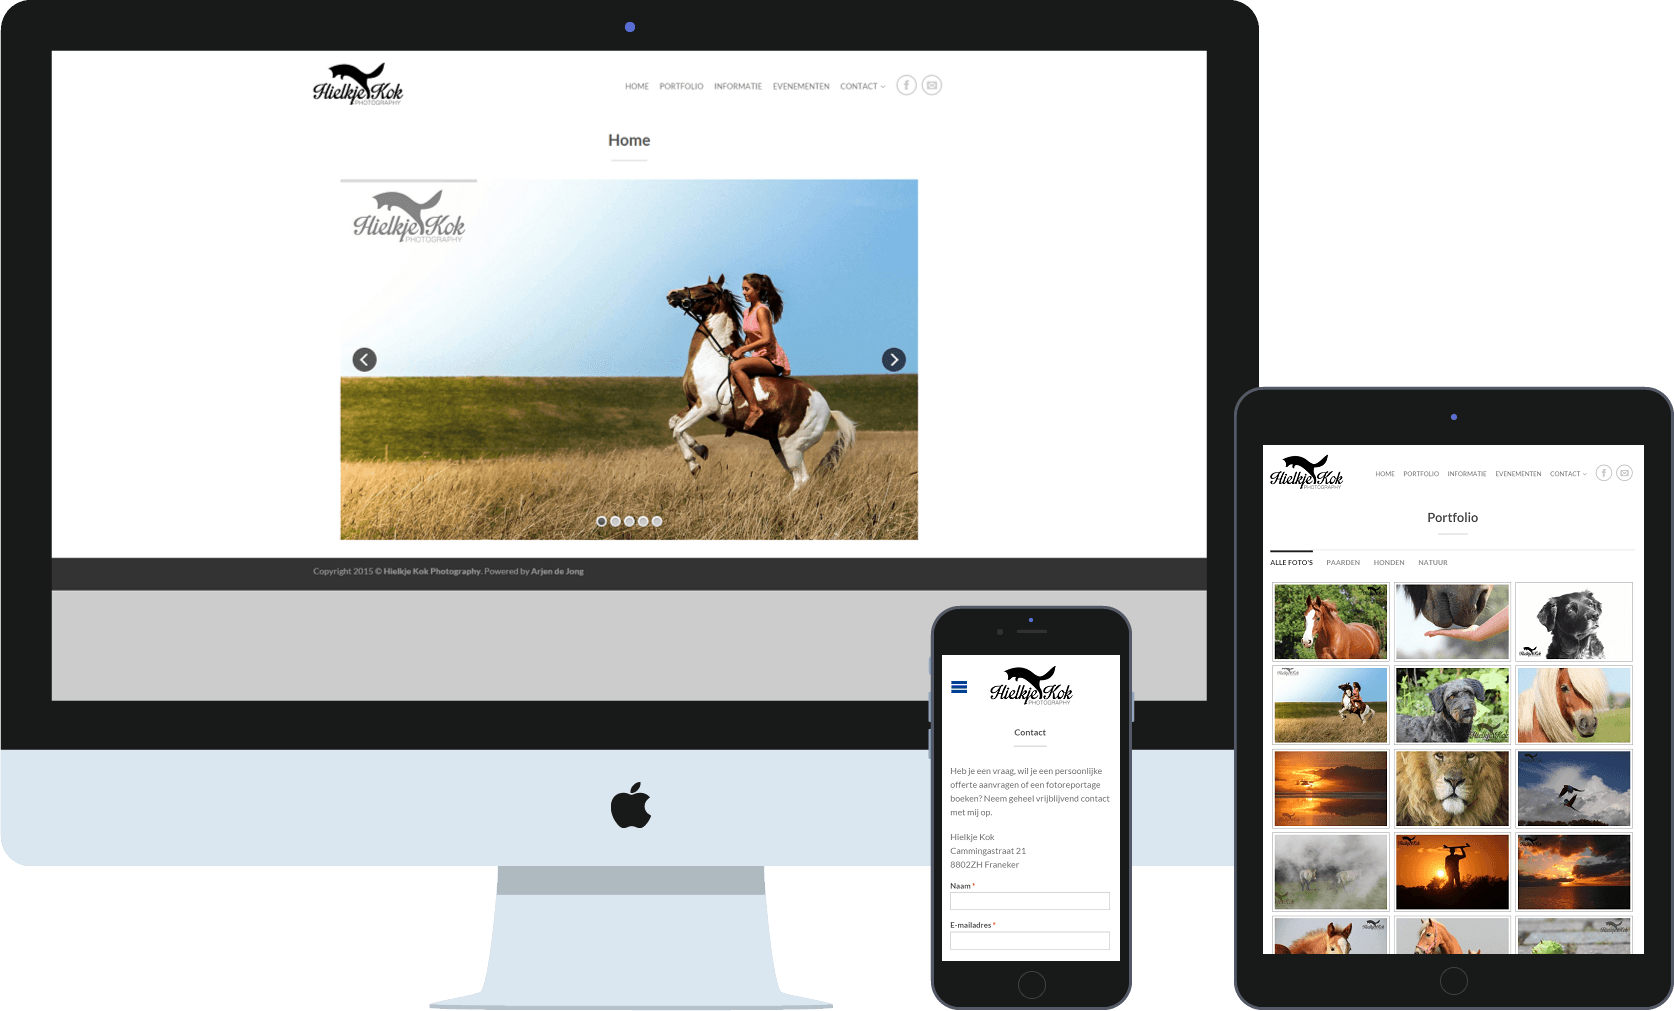 Hielkje Kok
PHOTOGRAPHY
HOME PORTFOLIO INFORMATIE EVENEMENTEN CONTACT
Home
Hielkje Kok
PHOTOGRAPHY
Copyright 2015 © Hielkje Kok Photography. Powered by Arjen de Jong
Hielkje Kok
PHOTOGRAPHY
Contact
Heb je een vraag, wil je een persoonlijke
offerte aanvragen of een fotoreportage
boeken? Neem geheel vrijblijvend contact
met mij op.
Hielkje Kok
Cammingastraat 21
8802ZH Franeker
Naam *
E-mailadres *
Hielkje Kok
PHOTOGRAPHY
HOME PORTFOLIO INFORMATIE EVENEMENTEN CONTACT
Portfolio
ALLE FOTO'S PAARDEN HONDEN NATUUR